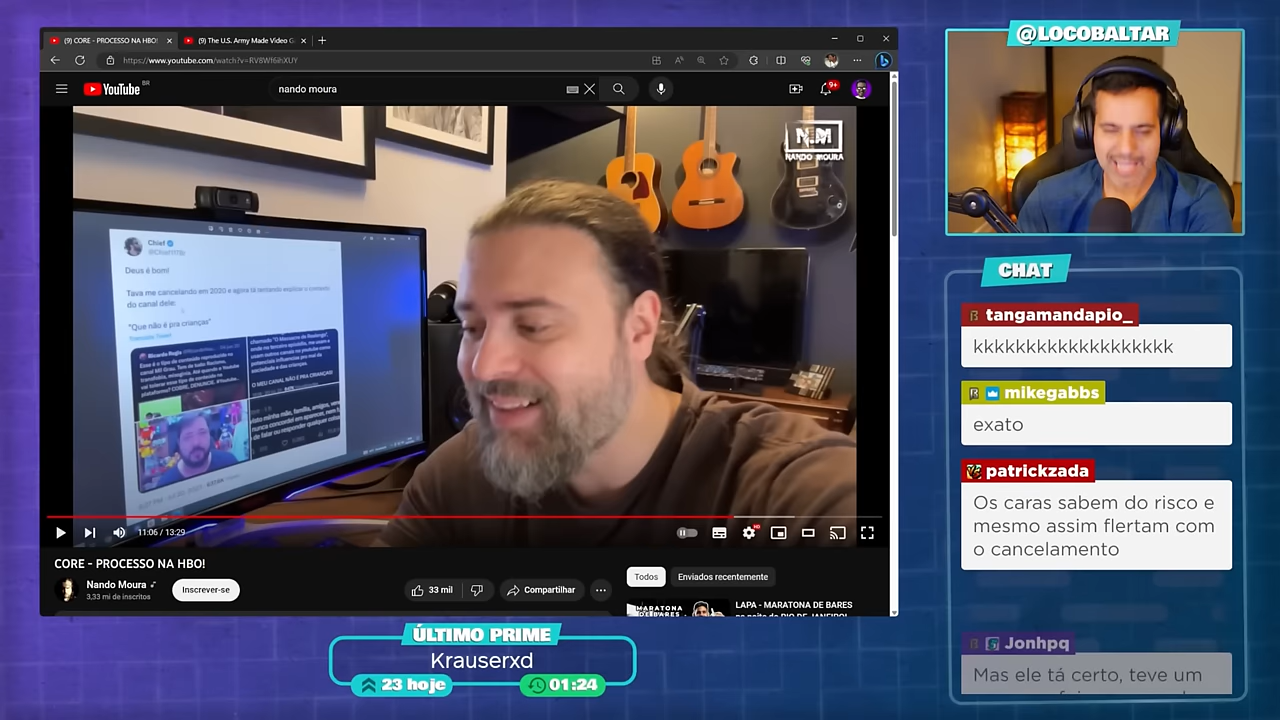 (9) CORE - PROCESSO NA HBO!
(9) The U.S. Army Made Video G
https://www.youtube.com/watch?v=RV8Wf6ihXUY
YouTube BR
nando moura
9+
NM
NANDO MOURA
Chief
Deus é bom!
Tava me cancelando em 2020 e agora tá tentando explicar o conteúdo
do canal dele:
"Que não é pra crianças"
O MEU CANAL NÃO É PRA CRIANÇAS!
11:06 / 13:29
HD
CORE - PROCESSO NA HBO!
Nando Moura
3,33 mi de inscritos
Inscrever-se
33 mil
Compartilhar
Todos
Enviados recentemente
LAPA - MARATONA DE BARES
ÚLTIMO PRIME
Krauserxd
23 hoje
01:24
@LOCOBALTAR
CHAT
tangamandapio_
kkkkkkkkkkkkkkkkkk
mikegabbs
exato
patrickzada
Os caras sabem do risco e
mesmo assim flertam com
o cancelamento
Jonhpq
Mas ele tá certo, teve um